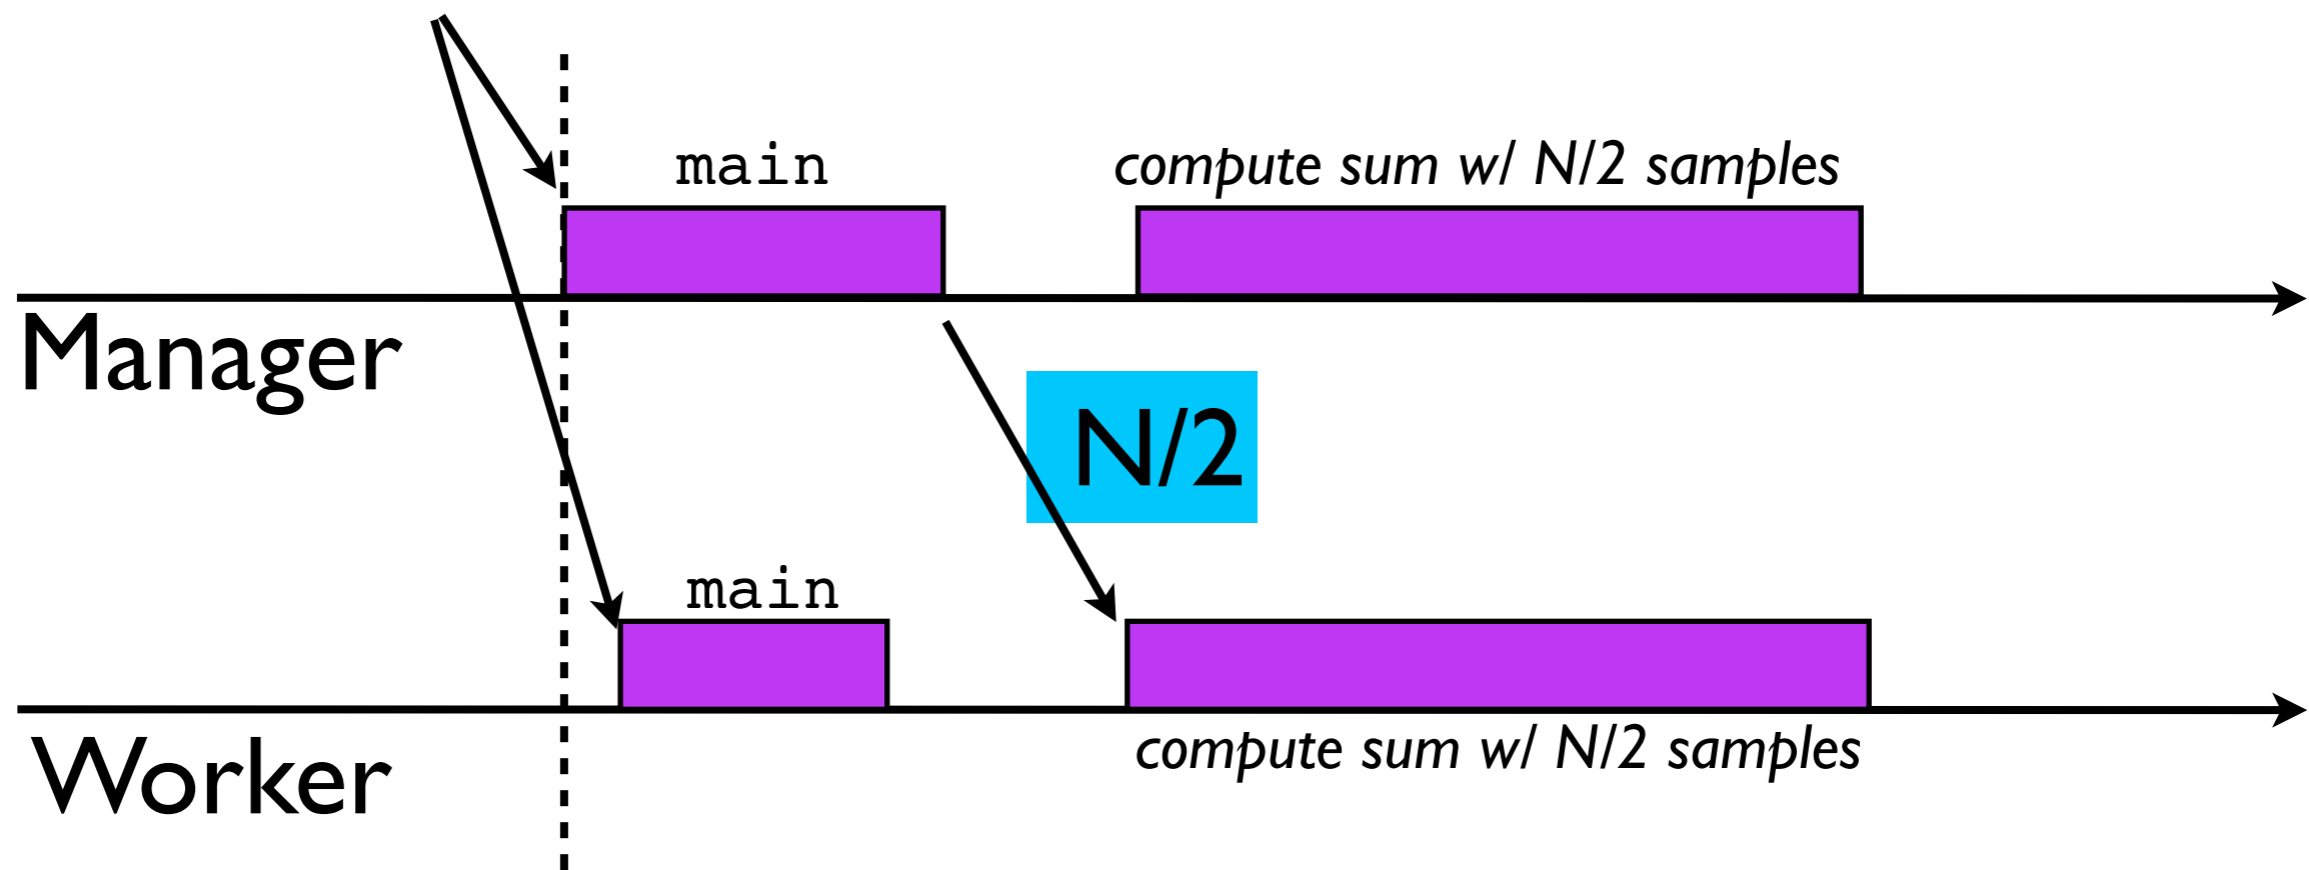 main
compute sum w/ N/2 samples
Manager
N/2
main
Worker
compute sum w/ N/2 samples